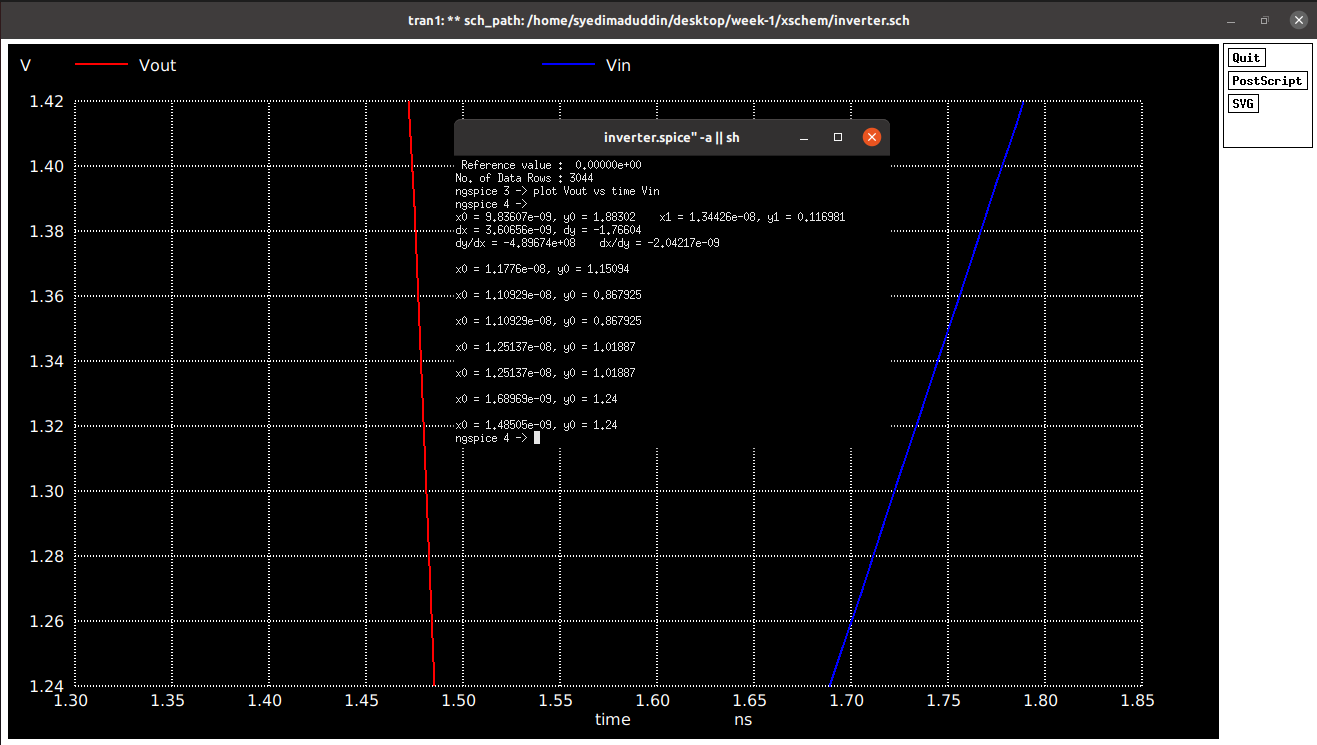 tran1: ** sch_path: /home/syedimaduddin/desktop/week-1/xschem/inverter.sch
Quit
PostScript
SVG
V Vout Vin
1.42
1.40
1.38
1.36
1.34
1.32
1.30
1.28
1.26
1.24
inverter.spice" -a || sh
Reference value : 0.00000e+00
No. of Data Rows : 3044
ngspice 3 -> plot Vout vs time Vin
ngspice 4 ->
x0 = 9.83607e-09, y0 = 1.88302 x1 = 1.34426e-08, y1 = 0.116981
dx = 3.60656e-09, dy = -1.76604
dy/dx = -4.89674e+08 dx/dy = -2.04217e-09
x0 = 1.1776e-08, y0 = 1.15094
x0 = 1.10929e-08, y0 = 0.867925
x0 = 1.10929e-08, y0 = 0.867925
x0 = 1.25137e-08, y0 = 1.01887
x0 = 1.25137e-08, y0 = 1.01887
x0 = 1.68969e-09, y0 = 1.24
x0 = 1.48505e-09, y0 = 1.24
ngspice 4 ->
1.30 1.35 1.40 1.45 1.50 1.55 1.60 1.65 1.70 1.75 1.80 1.85
time ns